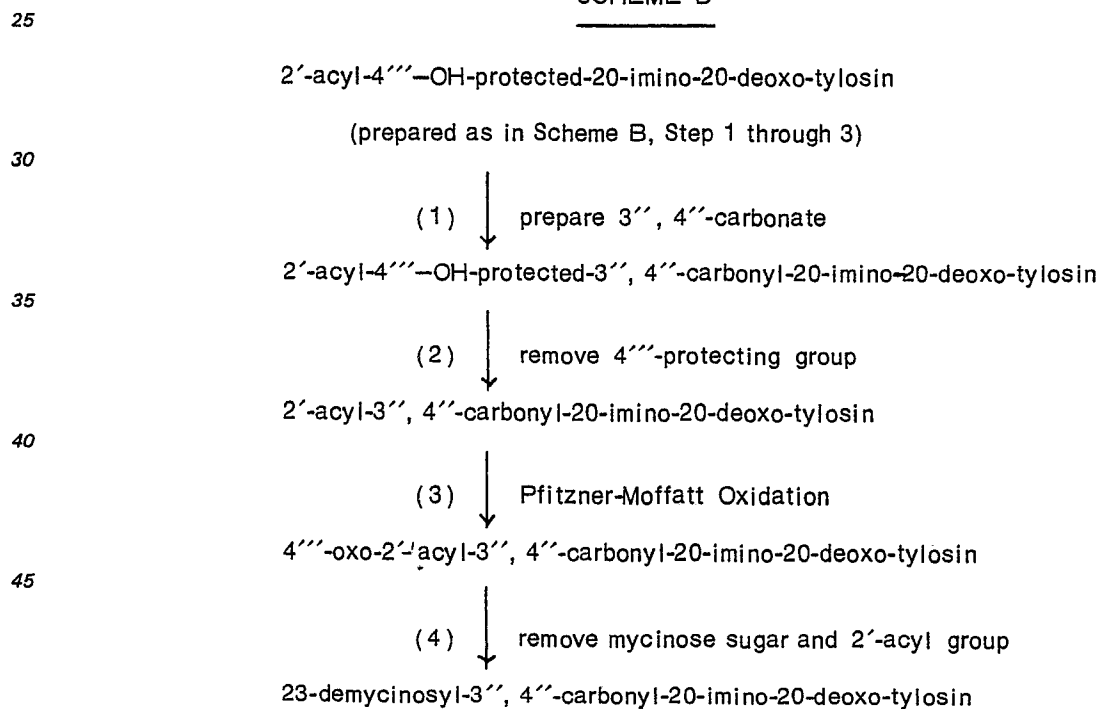 25
2′-acyl-4‴-OH-protected-20-imino-20-deoxo-tylosin
(prepared as in Scheme B, Step 1 through 3)
30
(1) prepare 3″, 4″-carbonate
2′-acyl-4‴-OH-protected-3″, 4″-carbonyl-20-imino-20-deoxo-tylosin
35
(2) remove 4‴-protecting group
2′-acyl-3″, 4″-carbonyl-20-imino-20-deoxo-tylosin
40
(3) Pfitzner-Moffatt Oxidation
4‴-oxo-2′-acyl-3″, 4″-carbonyl-20-imino-20-deoxo-tylosin
45
(4) remove mycinose sugar and 2′-acyl group
23-demycinosyl-3″, 4″-carbonyl-20-imino-20-deoxo-tylosin